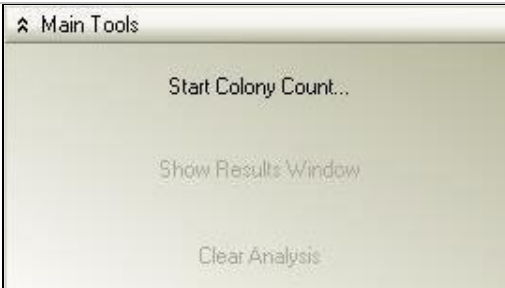 Main Tools
Start Colony Count...
Show Results Window
Clear Analysis